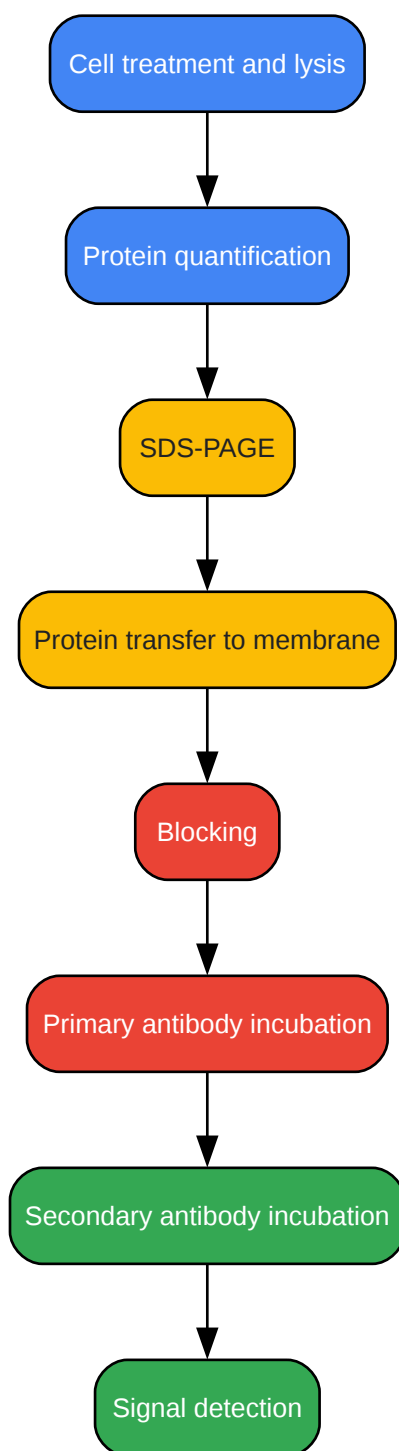 Cell treatment and lysis
Protein quantification
SDS-PAGE
Protein transfer to membrane
Blocking
Primary antibody incubation
Secondary antibody incubation
Signal detection